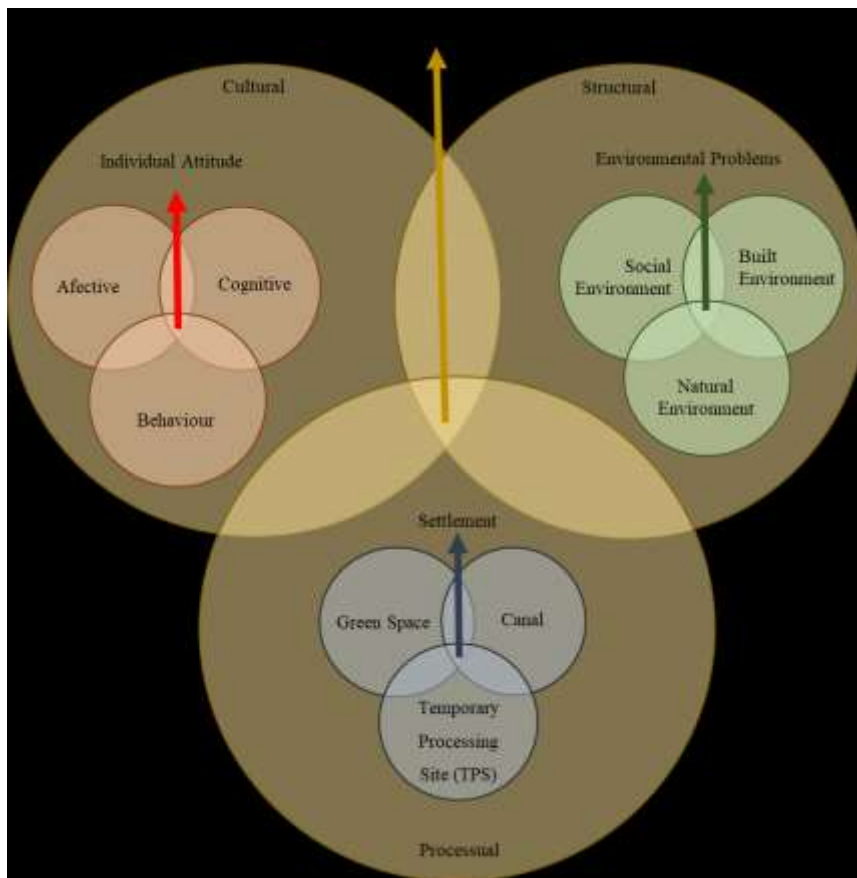 Cultural
Structural
Individual Attitude
Environmental Problems
Afective
Cognitive
Behaviour
Social
Environment
Built
Environment
Natural
Environment
Settlement
Green Space
Canal
Temporary
Processing
Site (TPS)
Processual